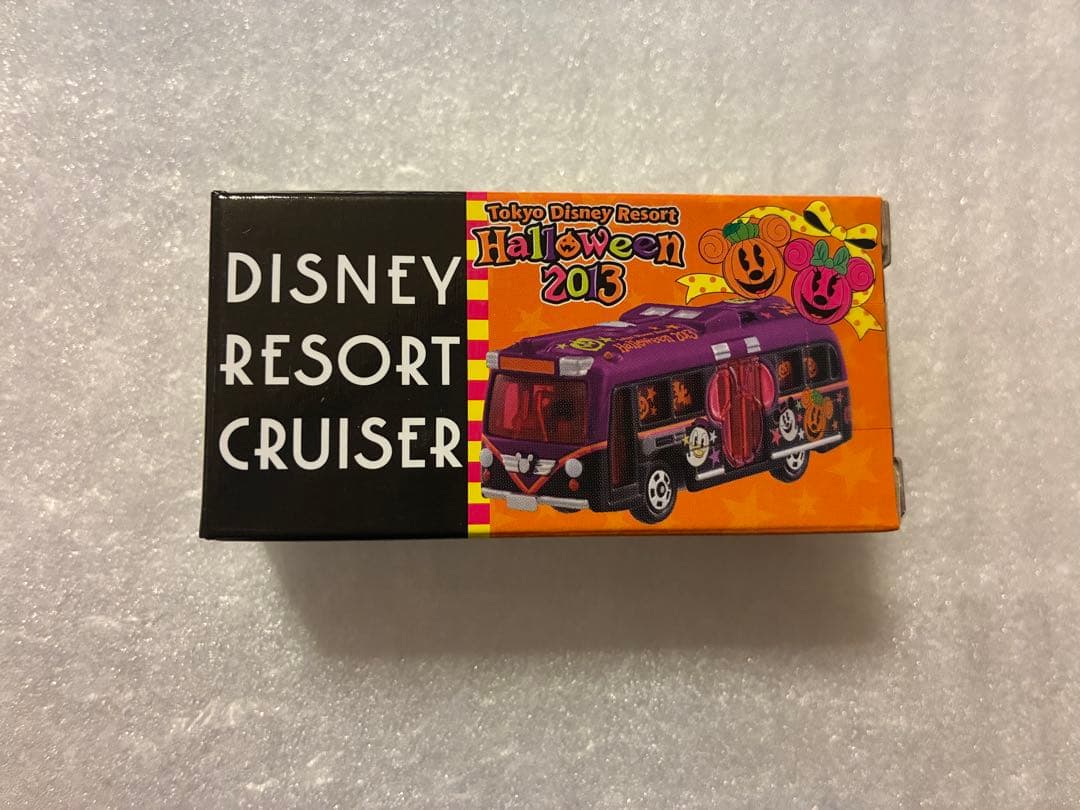 DISNEY
RESORT
CRUISER
Tokyo Disney Resort
Halloween
2013